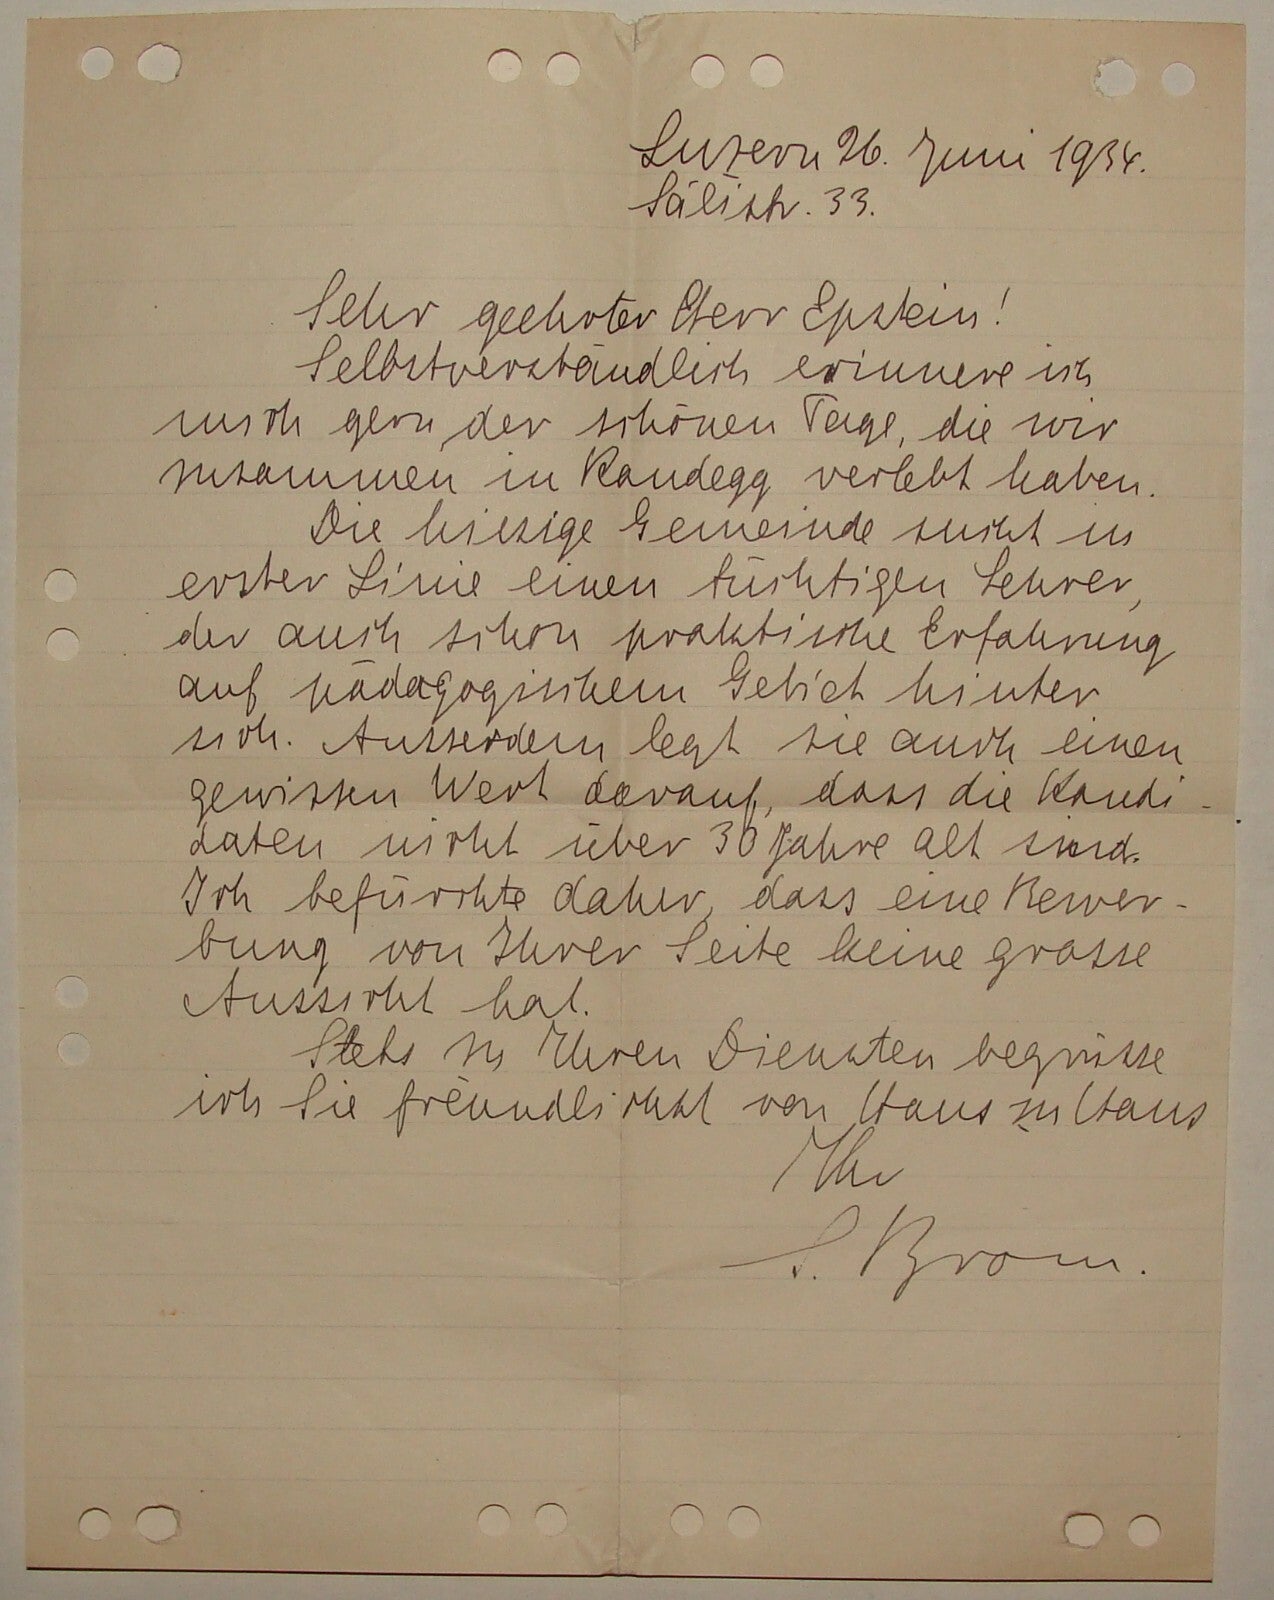 Luzern 26. Juni 1934.
Sälistr. 33.
Sehr geehrter Herr Epstein!
Selbstverständlich erinnere ich
mich gern der schönen Tage, die wir
zusammen in Randegg verlebt haben.
Die hiesige Gemeinde sucht in
erster Linie einen tüchtigen Lehrer,
der auch schon praktische Erfahrung
auf pädagogischem Gebiet hinter
sich. Ausserdem legt sie auch einen
gewissen Wert darauf, dass die Kandi-
daten nicht über 30 Jahre alt sind.
Ich befürchte daher, dass eine Bewer-
bung von Ihrer Seite keine grosse
Aussicht hat.
Stets zu Ihren Diensten begrüsse
ich Sie freundlichst von Haus zu Haus
Ihr
S. Brom.